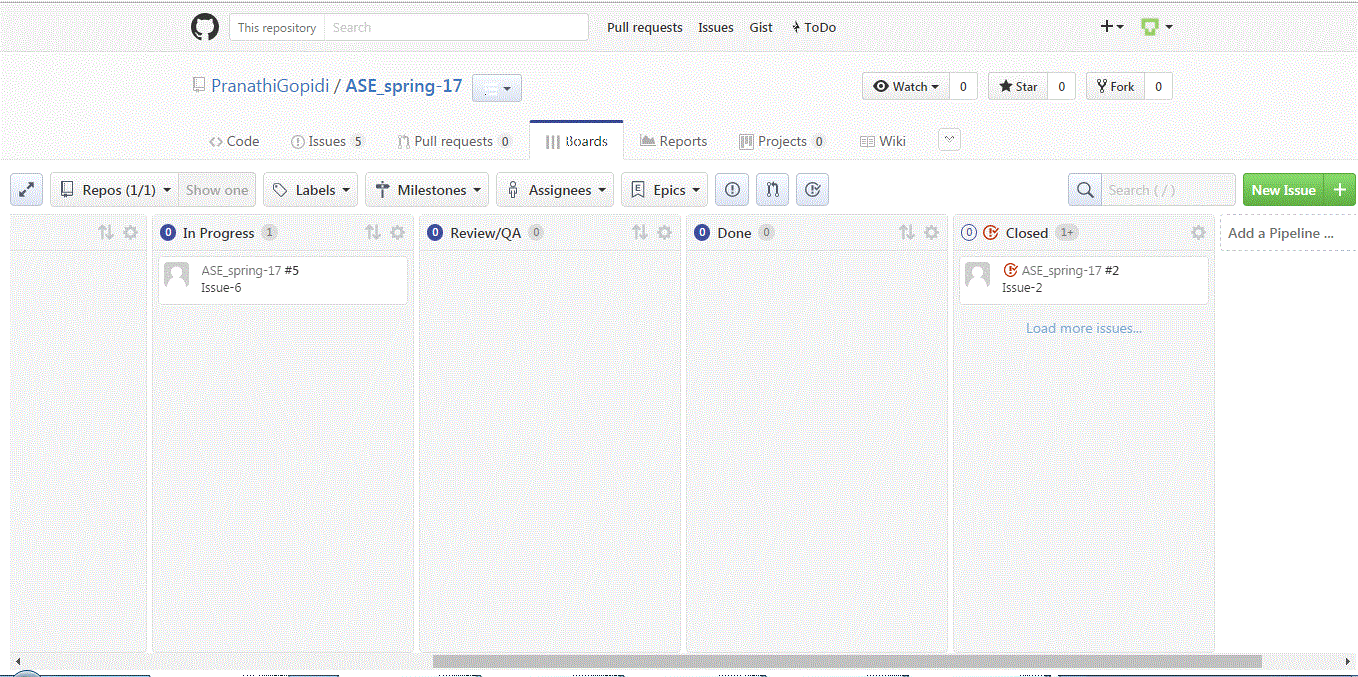 This repository Search Pull requests Issues Gist ToDo
PranathiGopidi / ASE_spring-17 Watch 0 Star 0 Fork 0
Code Issues 5 Pull requests 0 Boards Reports Projects 0 Wiki
Repos (1/1) Show one Labels Milestones Assignees E Epics Search ( / ) New Issue +
0 In Progress 1 0 Review/QA 0 0 Done 0 0 Closed 1+ Add a Pipeline ...
ASE_spring-17 #5 ASE_spring-17 #2
Issue-6 Issue-2
Load more issues...